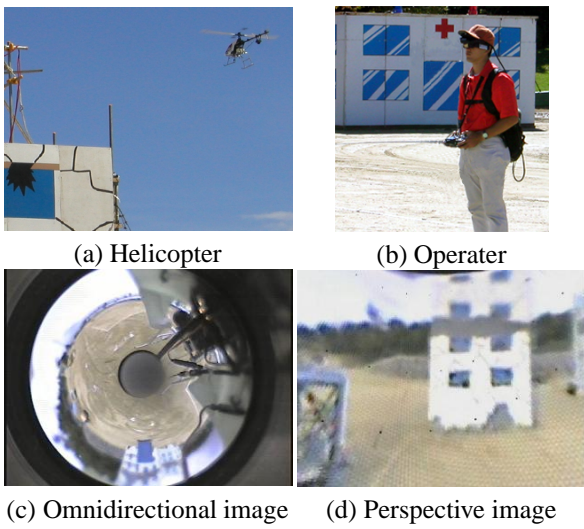 (a) Helicopter
(b) Operater
(c) Omnidirectional image
(d) Perspective image